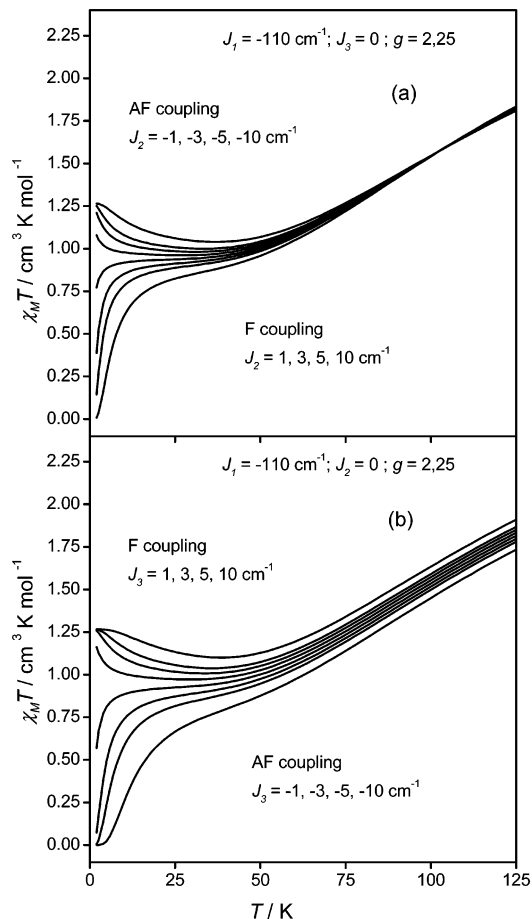 J1 = -110 cm-1; J3 = 0 ; g = 2,25
(a)
AF coupling
J2 = -1, -3, -5, -10 cm-1
F coupling
J2 = 1, 3, 5, 10 cm-1
2.25
2.00
1.75
1.50
1.25
1.00
0.75
0.50
0.25
0.00
χMT / cm3 K mol-1
J1 = -110 cm-1; J2 = 0 ; g = 2,25
(b)
F coupling
J3 = 1, 3, 5, 10 cm-1
AF coupling
J3 = -1, -3, -5, -10 cm-1
2.25
2.00
1.75
1.50
1.25
1.00
0.75
0.50
0.25
0.00
χMT / cm3 K mol-1
0 25 50 75 100 125
T / K